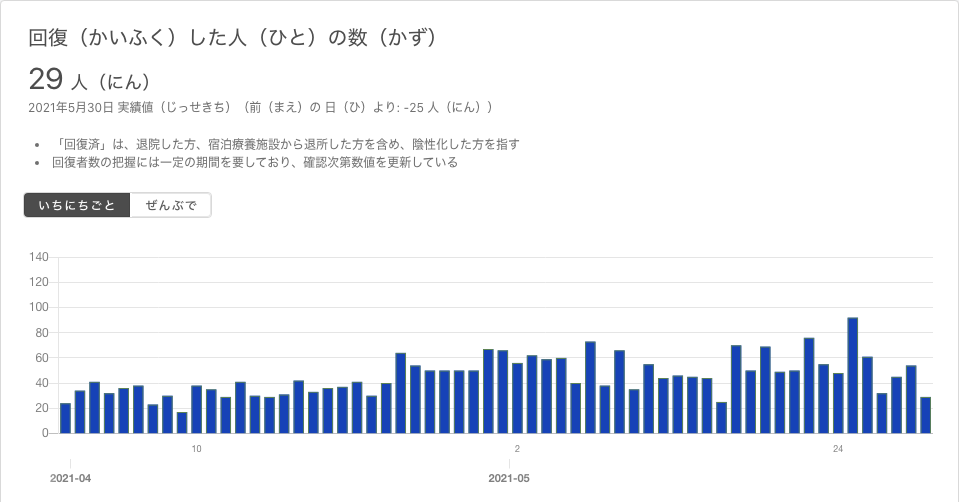 回復（かいふく）した人（ひと）の数（かず）
29 人（にん）
2021年5月30日 実績値（じっせきち）（前（まえ）の 日（ひ）より: -25 人（にん））
• 「回復済」は、退院した方、宿泊療養施設から退所した方を含め、陰性化した方を指す
• 回復者数の把握には一定の期間を要しており、確認次第数値を更新している
いちにちごと ぜんぶで
140
120
100
80
60
40
20
0
10 2 24
2021-04 2021-05